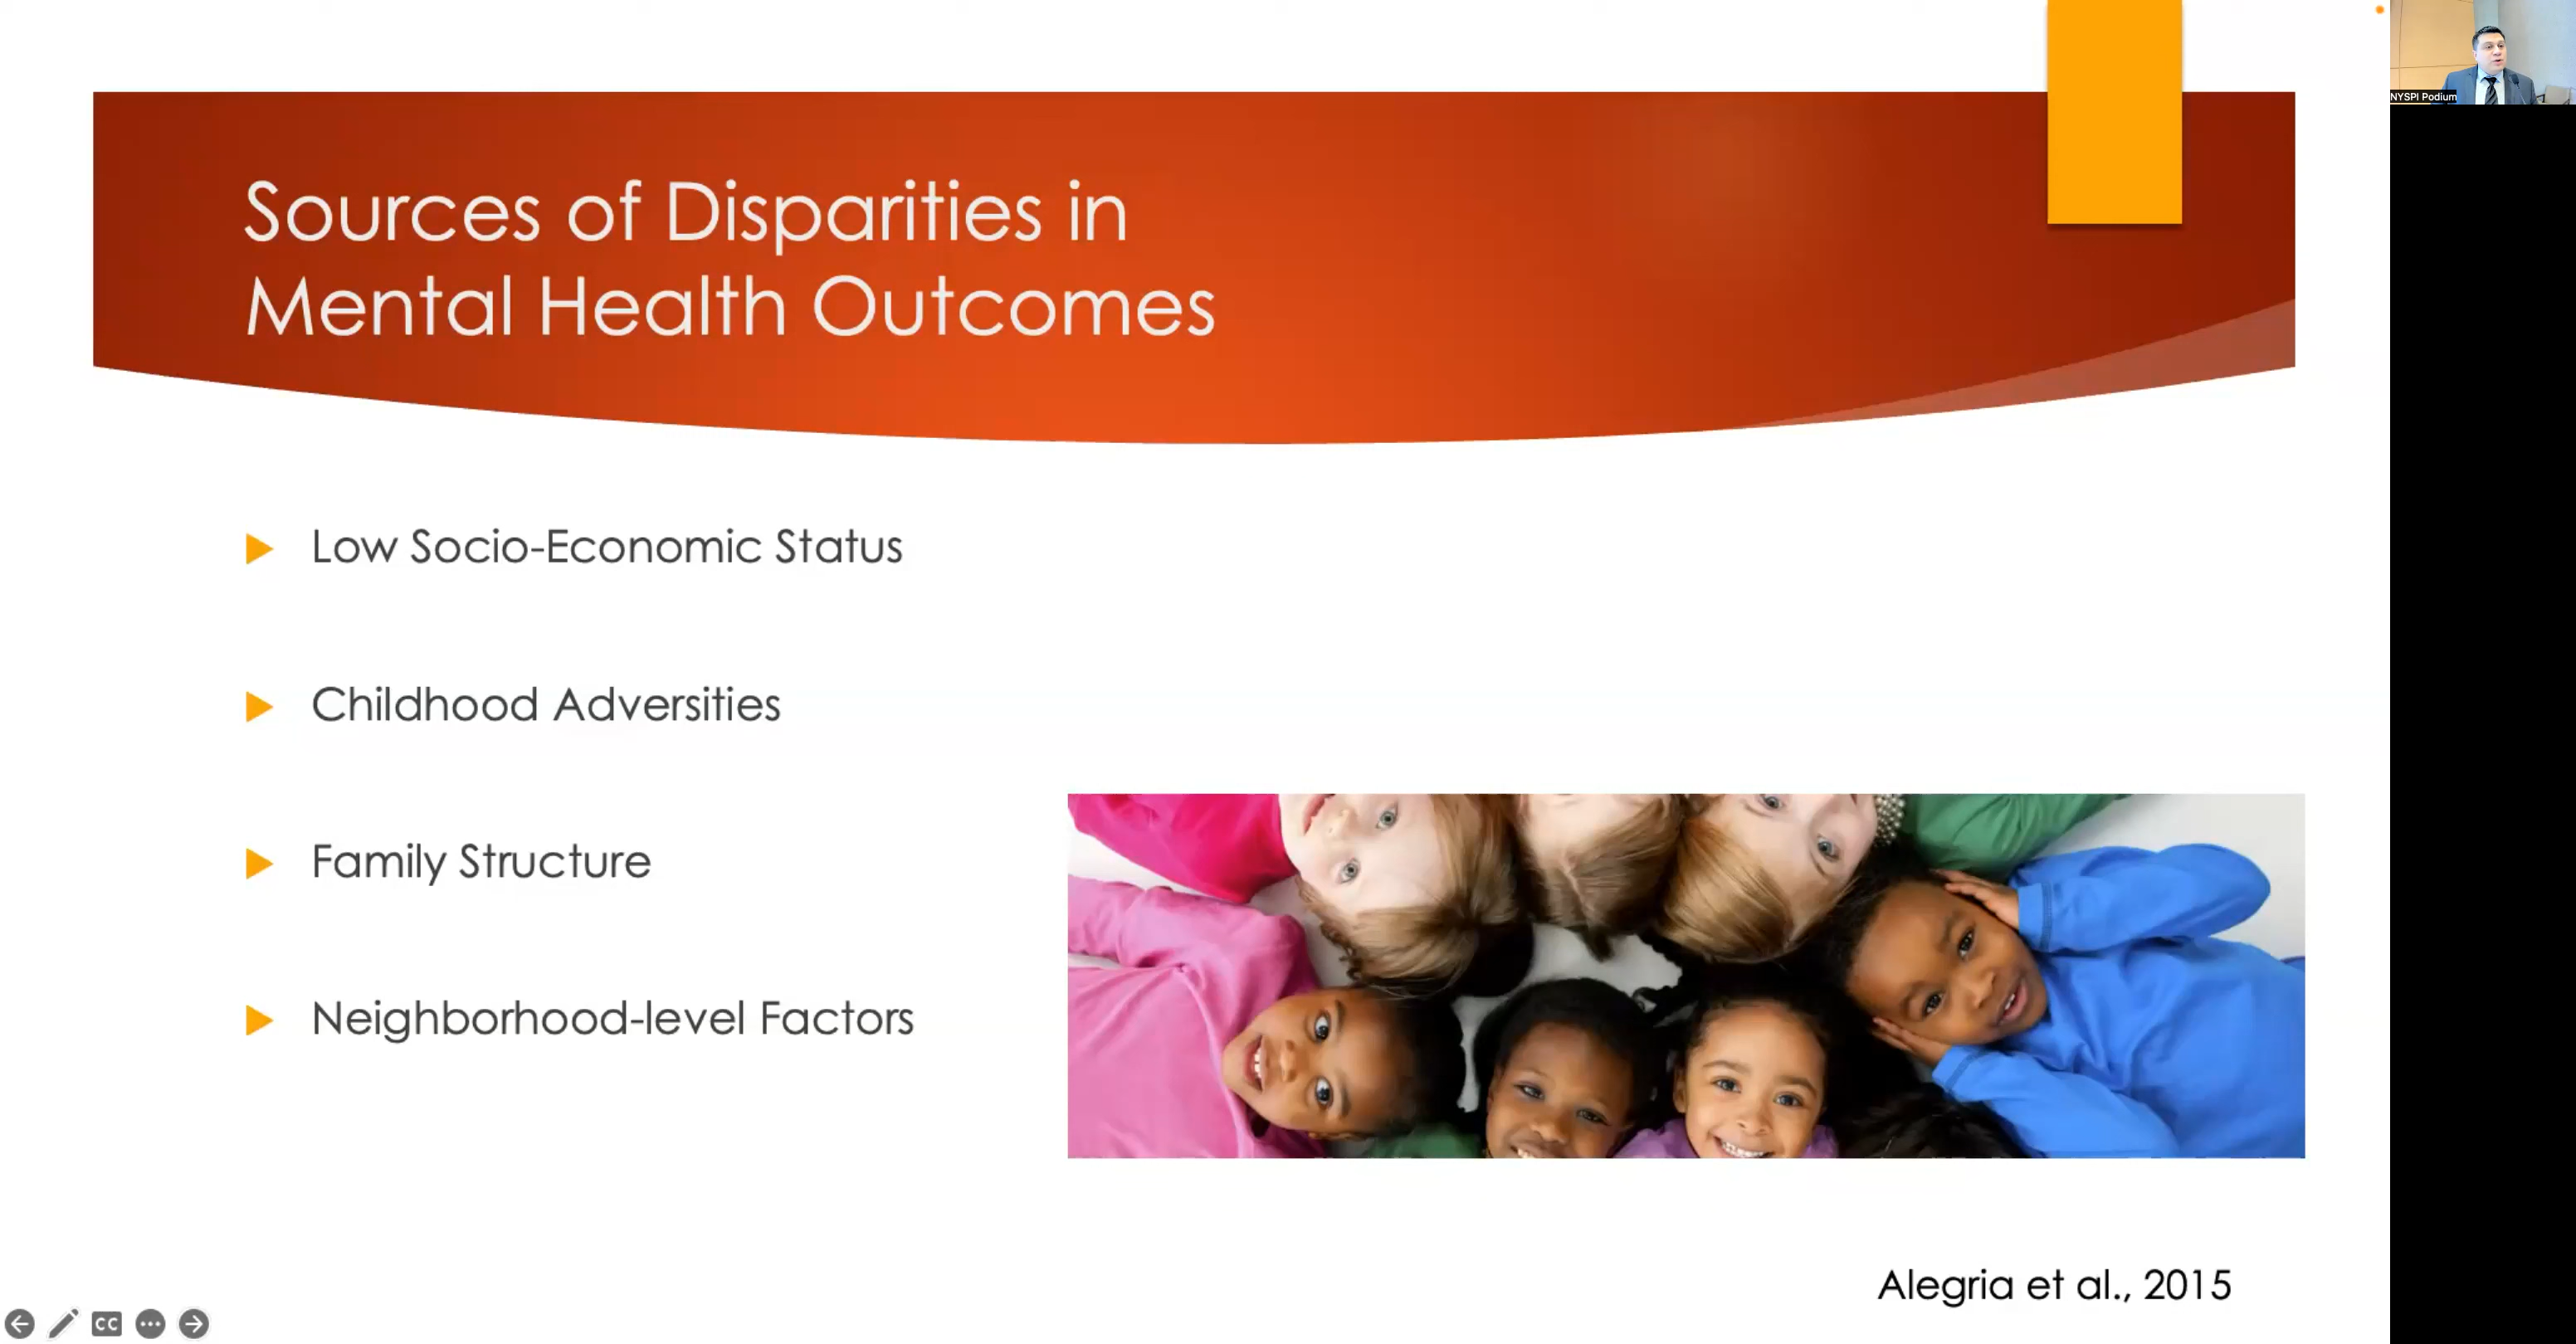 Sources of Disparities in
Mental Health Outcomes
Low Socio-Economic Status
Childhood Adversities
Family Structure
Neighborhood-level Factors
Alegria et al., 2015
NYSPI Podium
CC